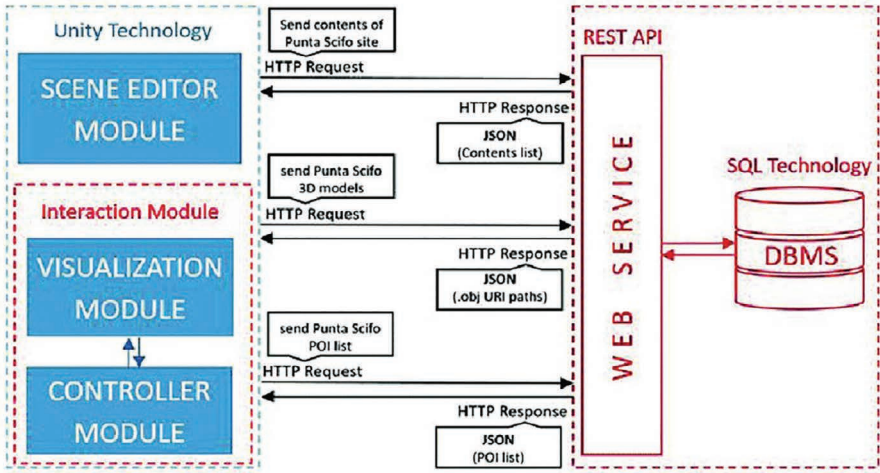 Unity Technology
SCENE EDITOR
MODULE
Interaction Module
VISUALIZATION
MODULE
CONTROLLER
MODULE
Send contents of
Punta Scifo site
HTTP Request
HTTP Response
JSON
(Contents list)
send Punta Scifo
3D models
HTTP Request
HTTP Response
JSON
(.obj URI paths)
send Punta Scifo
POI list
HTTP Request
HTTP Response
JSON
(POI list)
REST API
WEB SERVICE
SQL Technology
DBMS